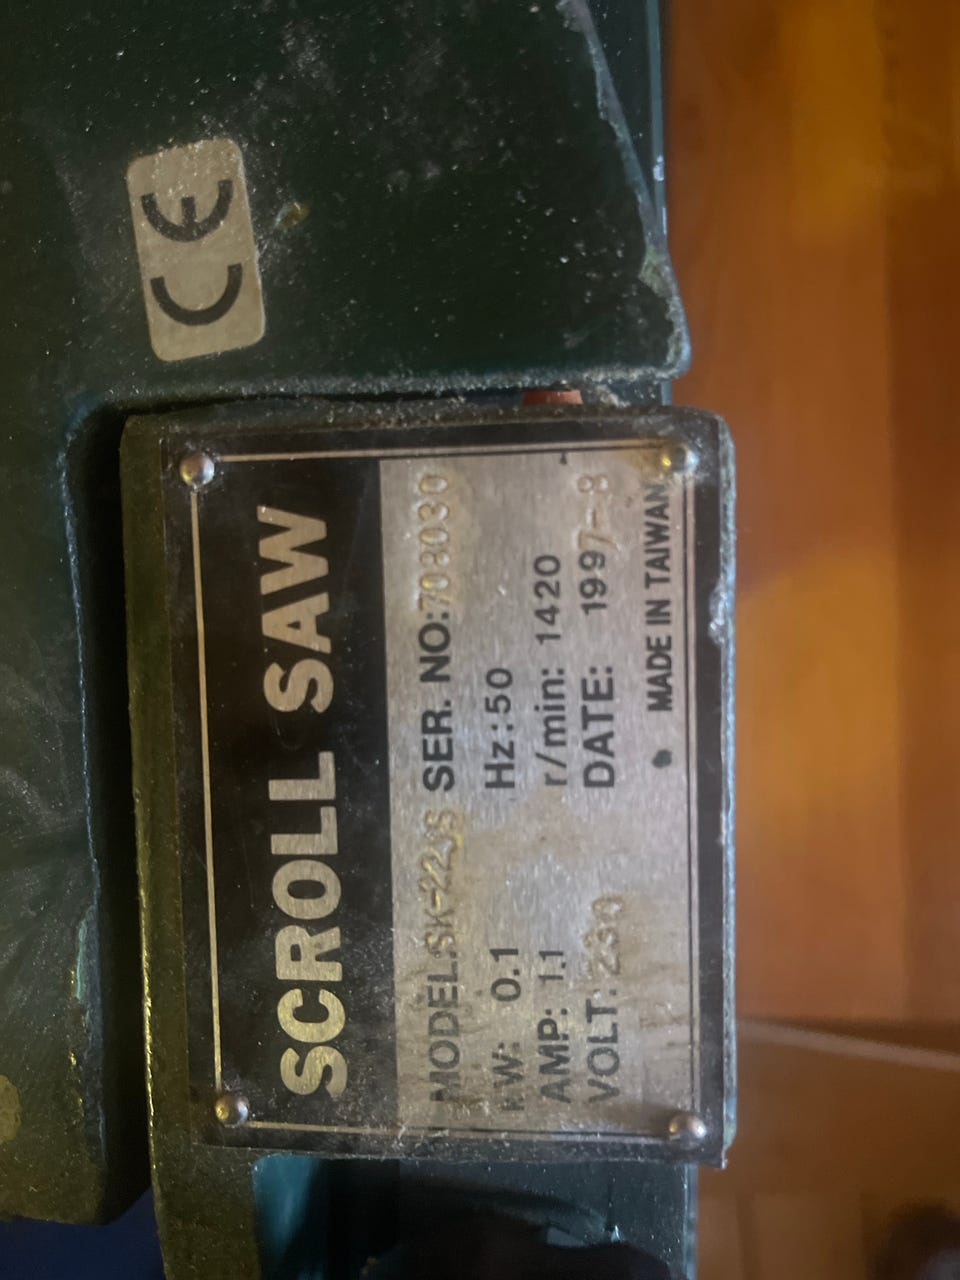 CE
SCROLL SAW
MODEL. SK-22JS SER. NO:708030
KW: 0.1 Hz:50
AMP: 1.1 r/min: 1420
VOLT: 230 DATE: 1997-8
MADE IN TAIWAN